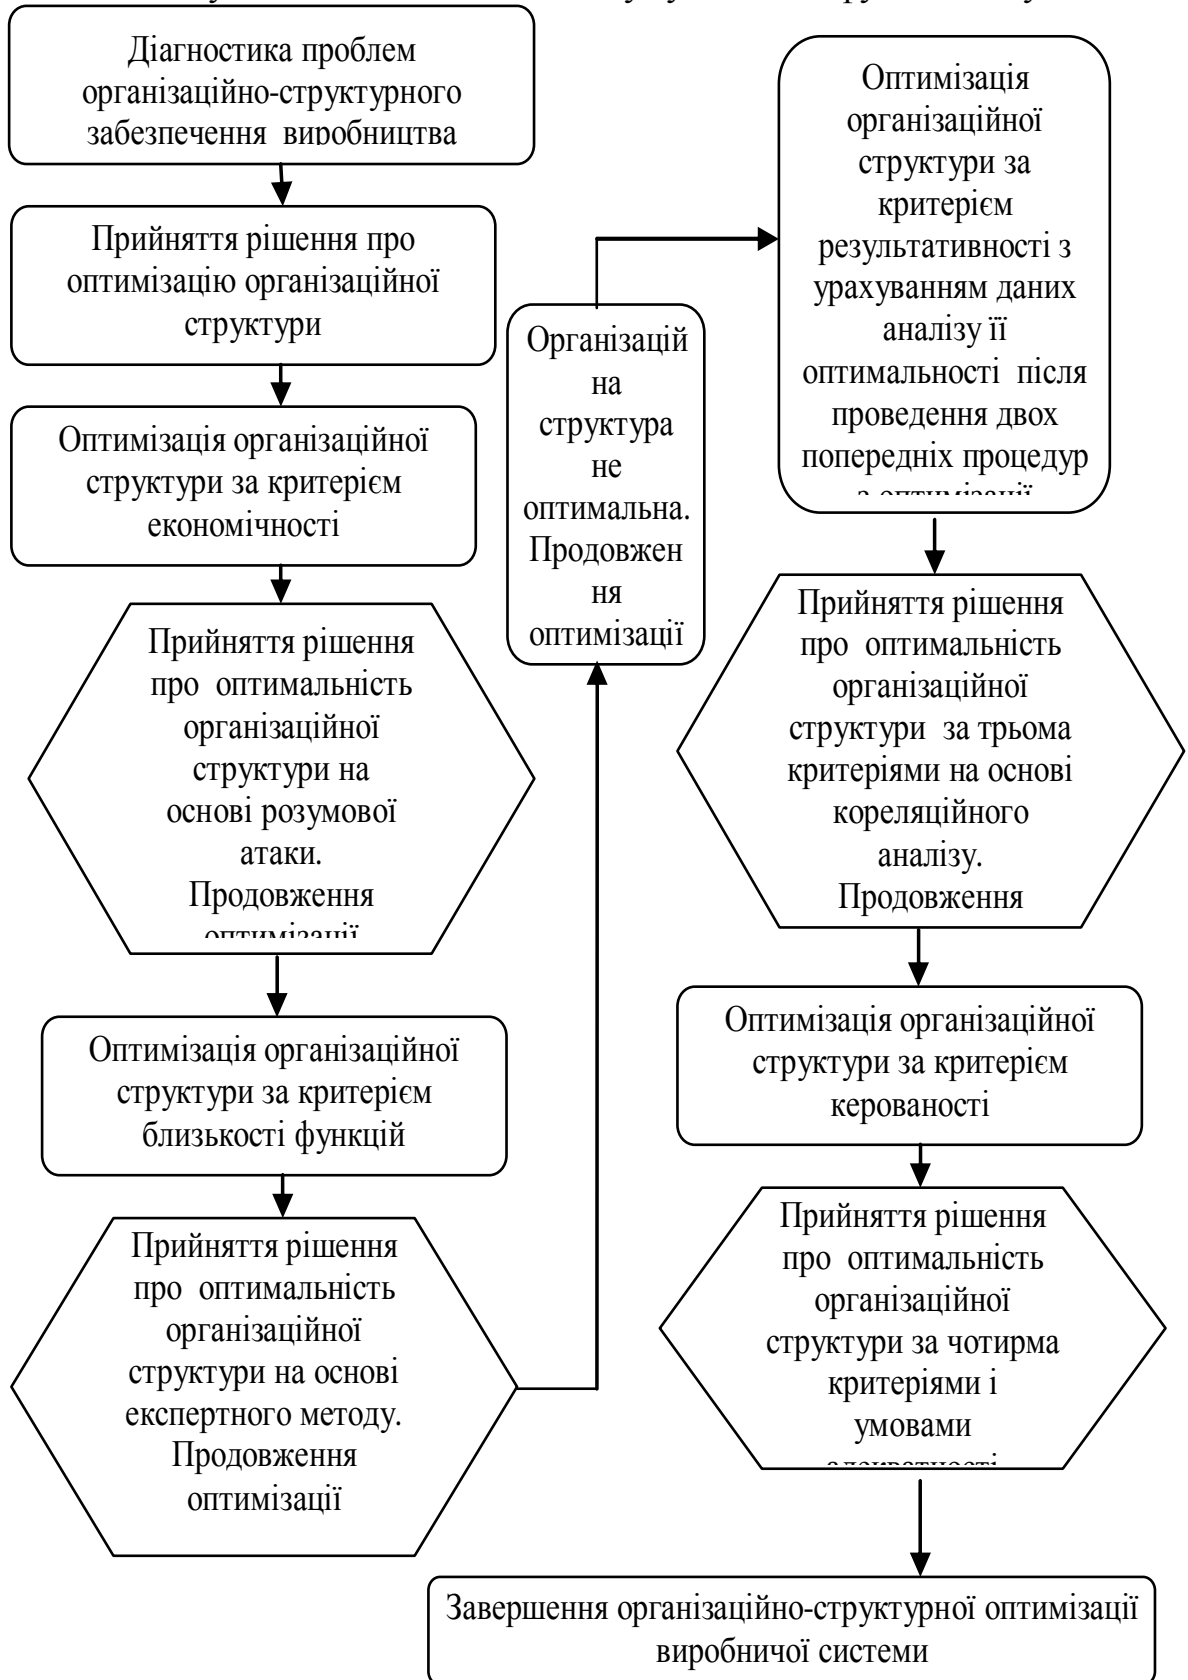 Діагностика проблем
організаційно-структурного
забезпечення виробництва
Прийняття рішення про
оптимізацію організаційної
структури
Оптимізація організаційної
структури за критерієм
економічності
Прийняття рішення
про оптимальність
організаційної
структури на
основі розумової
атаки.
Продовження
оптимізації
Оптимізація організаційної
структури за критерієм
близькості функцій
Прийняття рішення
про оптимальність
організаційної
структури на основі
експертного методу.
Продовження
оптимізації
Організацій
на
структура
не
оптимальна.
Продовжен
ня
оптимізації
Оптимізація
організаційної
структури за
критерієм
результативності з
урахуванням даних
аналізу її
оптимальності після
проведення двох
попередніх процедур
з оптимізації
Прийняття рішення
про оптимальність
організаційної
структури за трьома
критеріями на основі
кореляційного
аналізу.
Продовження
Оптимізація організаційної
структури за критерієм
керованості
Прийняття рішення
про оптимальність
організаційної
структури за чотирма
критеріями і
умовами
адекватності
Завершення організаційно-структурної оптимізації
виробничої системи